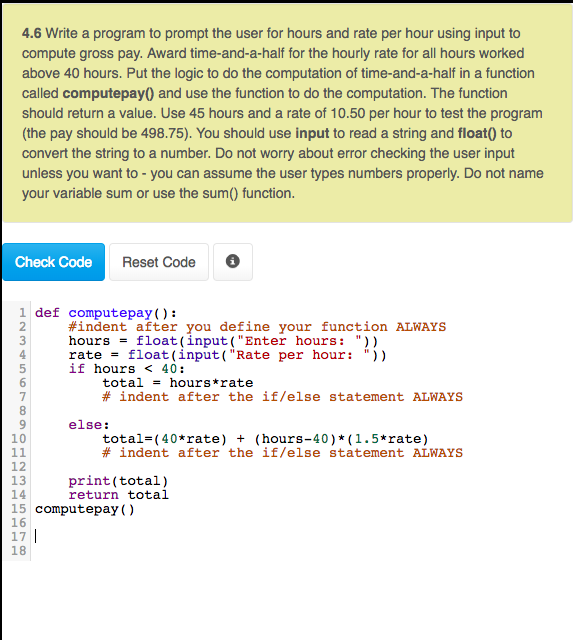 4.6 Write a program to prompt the user for hours and rate per hour using input to
compute gross pay. Award time-and-a-half for the hourly rate for all hours worked
above 40 hours. Put the logic to do the computation of time-and-a-half in a function
called computepay() and use the function to do the computation. The function
should return a value. Use 45 hours and a rate of 10.50 per hour to test the program
(the pay should be 498.75). You should use input to read a string and float() to
convert the string to a number. Do not worry about error checking the user input
unless you want to - you can assume the user types numbers properly. Do not name
your variable sum or use the sum() function.
Check Code Reset Code i
1 def computepay():
2     #indent after you define your function ALWAYS
3     hours = float(input("Enter hours: "))
4     rate = float(input("Rate per hour: "))
5     if hours < 40:
6         total = hours*rate
7         # indent after the if/else statement ALWAYS
8
9     else:
10         total=(40*rate) + (hours-40)*(1.5*rate)
11         # indent after the if/else statement ALWAYS
12
13     print(total)
14     return total
15 computepay()
16
17
18